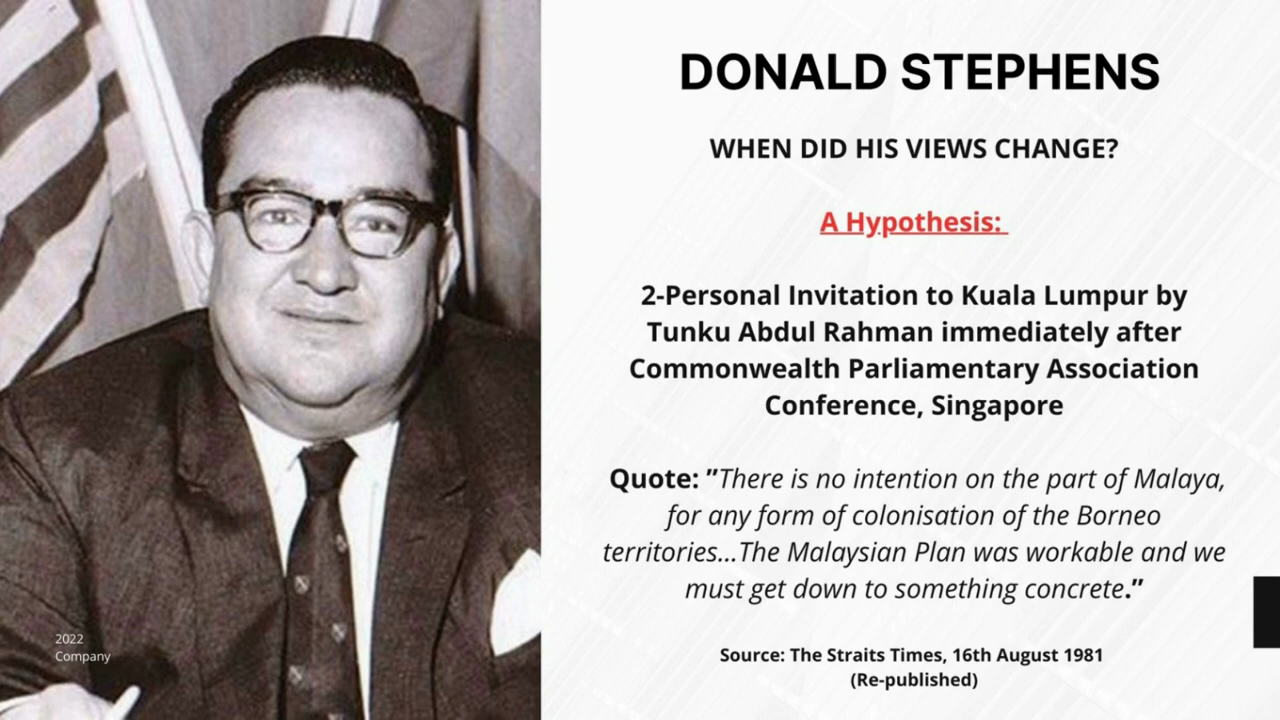 DONALD STEPHENS
WHEN DID HIS VIEWS CHANGE?
A Hypothesis:
2-Personal Invitation to Kuala Lumpur by
Tunku Abdul Rahman immediately after
Commonwealth Parliamentary Association
Conference, Singapore
Quote: "There is no intention on the part of Malaya,
for any form of colonisation of the Borneo
territories...The Malaysian Plan was workable and we
must get down to something concrete."
Source: The Straits Times, 16th August 1981
(Re-published)
2022
Company